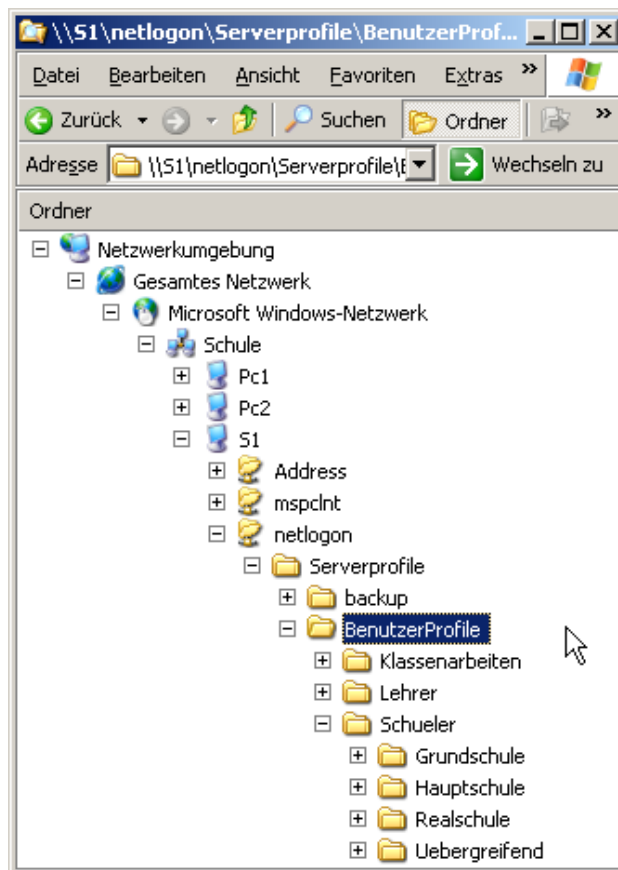 \\S1\netlogon\Serverprofile\BenutzerProf...
Datei Bearbeiten Ansicht Favoriten Extras »
Zurück Suchen Ordner »
Adresse \\S1\netlogon\Serverprofile\B Wechseln zu
Ordner
Netzwerkumgebung
Gesamtes Netzwerk
Microsoft Windows-Netzwerk
Schule
Pc1
Pc2
S1
Address
mspclnt
netlogon
Serverprofile
backup
BenutzerProfile
Klassenarbeiten
Lehrer
Schueler
Grundschule
Hauptschule
Realschule
Uebergreifend